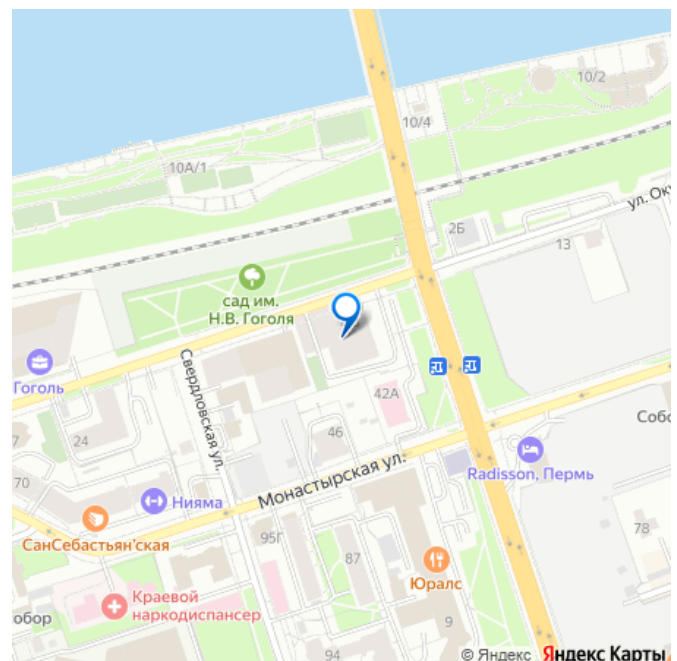 10/2
10/4
10А/1
ул. Оку
2Б
13
сад им.
Н.В. Гоголя
Гоголь
Свердловская ул.
42А
24
46
Собо
70
Монастырская ул.
Radisson, Пермь
Нияма
СанСебастьян'ская
95Г
78
87
Юралс
Краевой
наркодиспансер
обор
9
94
© Яндекс Яндекс Карты